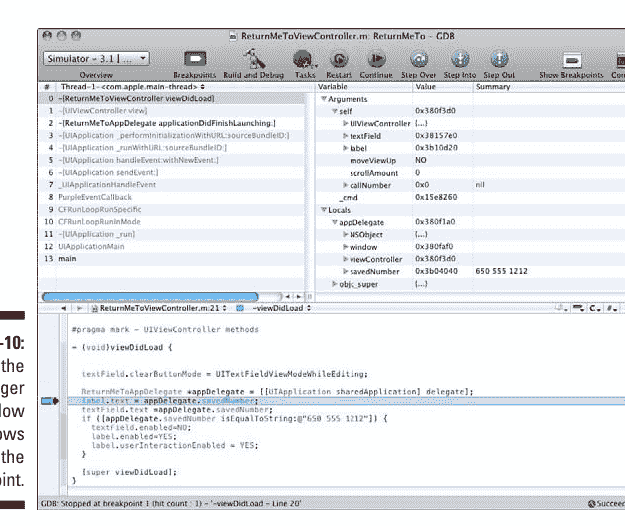 ReturnMeToViewController.m: ReturnMeTo - GDB
Simulator - 3.1 | ...
Overview Breakpoints Build and Debug Tasks Restart Continue Step Over Step Into Step Out Show Breakpoints
# Thread-1-<com.apple.main-thread> Variable Value Summary
0 -[ReturnMeToViewController viewDidLoad] Arguments
1 -[UIViewController view] self 0x380f3d0
2 -[ReturnMeToAppDelegate applicationDidFinishLaunching:] UIViewController {...}
3 -[UIApplication _performInitializationWithURL:sourceBundleID:] textField 0x38157e0
4 -[UIApplication _runWithURL:sourceBundleID:] label 0x3b10d20
5 -[UIApplication handleEvent:withNewEvent:] moveViewUp NO
6 -[UIApplication sendEvent:] scrollAmount 0
7 _UIApplicationHandleEvent callNumber 0x0 nil
8 PurpleEventCallback _cmd 0x15e8260
9 CFRunLoopRunSpecific Locals
10 CFRunLoopRunInMode appDelegate 0x380f1a0
11 -[UIApplication _run] NSObject {...}
12 UIApplicationMain window 0x380faf0
13 main viewController 0x380f3d0
savedNumber 0x3b04040 650 555 1212
objc_super {...}
ReturnMeToViewController.m:21 -viewDidLoad C, #,
#pragma mark - UIViewController methods
- (void)viewDidLoad {
textField.clearButtonMode = UITextFieldViewModeWhileEditing;
ReturnMeToAppDelegate *appDelegate = [[UIApplication sharedApplication] delegate];
label.text = appDelegate.savedNumber;
textField.text =appDelegate.savedNumber;
if ([appDelegate.savedNumber isEqualToString:@"650 555 1212"]) {
textField.enabled=NO;
label.enabled=YES;
label.userInteractionEnabled = YES;
}
[super viewDidLoad];
}
GDB: Stopped at breakpoint 1 (hit count : 1) - '-viewDidLoad - Line 20' Succee
-10:
the
ger
low
ows
the
int.